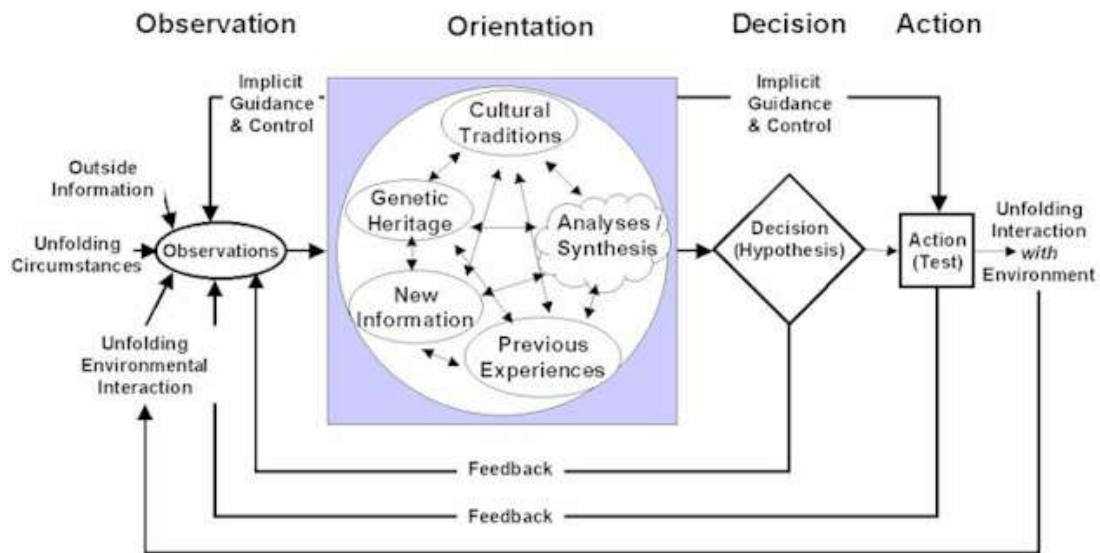 Observation
Orientation
Decision
Action
Implicit
Guidance
& Control
Outside
Information
Unfolding
Circumstances
Observations
Unfolding
Environmental
Interaction
Cultural
Traditions
Genetic
Heritage
Analyses /
Synthesis
New
Information
Previous
Experiences
Implicit
Guidance
& Control
Decision
(Hypothesis)
Action
(Test)
Unfolding
Interaction
with
Environment
Feedback
Feedback